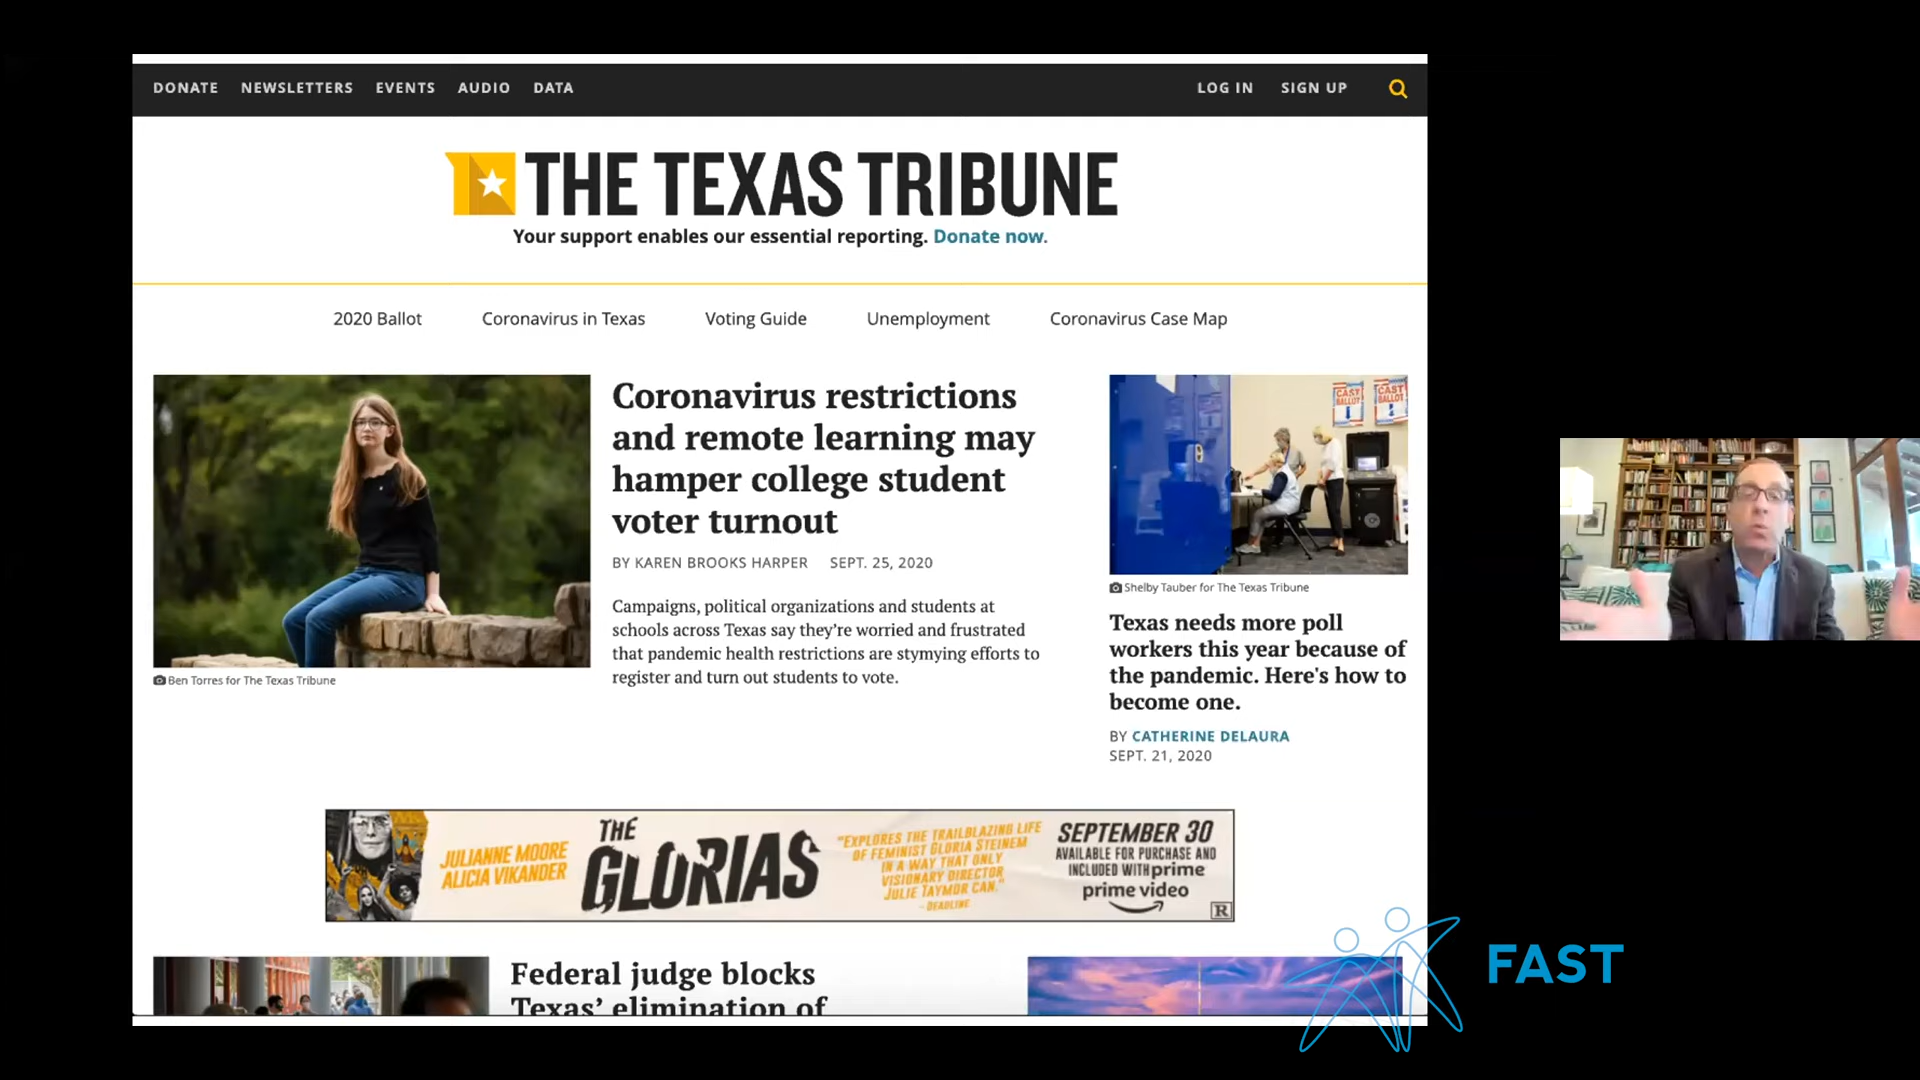 DONATE NEWSLETTERS EVENTS AUDIO DATA LOG IN SIGN UP
THE TEXAS TRIBUNE
Your support enables our essential reporting. Donate now.
2020 Ballot Coronavirus in Texas Voting Guide Unemployment Coronavirus Case Map
Coronavirus restrictions
and remote learning may
hamper college student
voter turnout
BY KAREN BROOKS HARPER SEPT. 25, 2020
Campaigns, political organizations and students at
schools across Texas say they're worried and frustrated
that pandemic health restrictions are stymying efforts to
register and turn out students to vote.
Ben Torres for The Texas Tribune
CAST
BALLOT
CAST
BALLOT
Shelby Tauber for The Texas Tribune
Texas needs more poll
workers this year because of
the pandemic. Here's how to
become one.
BY CATHERINE DELAURA
SEPT. 21, 2020
JULIANNE MOORE
ALICIA VIKANDER
THE
GLORIAS
"EXPLORES THE TRAILBLAZING LIFE
OF FEMINIST GLORIA STEINEM
IN A WAY THAT ONLY
VISIONARY DIRECTOR
JULIE TAYMOR CAN."
- DEADLINE
SEPTEMBER 30
AVAILABLE FOR PURCHASE AND
INCLUDED WITH prime
prime video
R
Federal judge blocks
Texas' elimination of
FAST